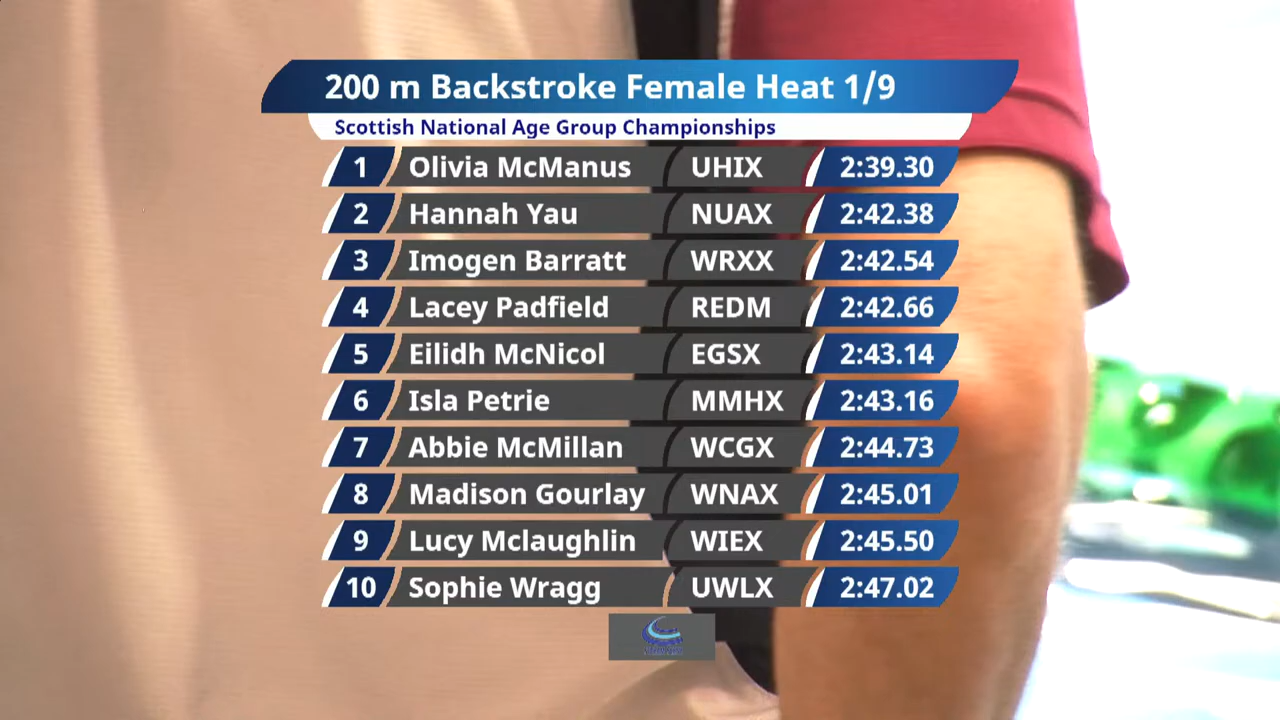 200 m Backstroke Female Heat 1/9
Scottish National Age Group Championships
1 Olivia McManus UHIX 2:39.30
2 Hannah Yau NUAX 2:42.38
3 Imogen Barratt WRXX 2:42.54
4 Lacey Padfield REDM 2:42.66
5 Eilidh McNicol EGSX 2:43.14
6 Isla Petrie MMHX 2:43.16
7 Abbie McMillan WCGX 2:44.73
8 Madison Gourlay WNAX 2:45.01
9 Lucy Mclaughlin WIEX 2:45.50
10 Sophie Wragg UWLX 2:47.02